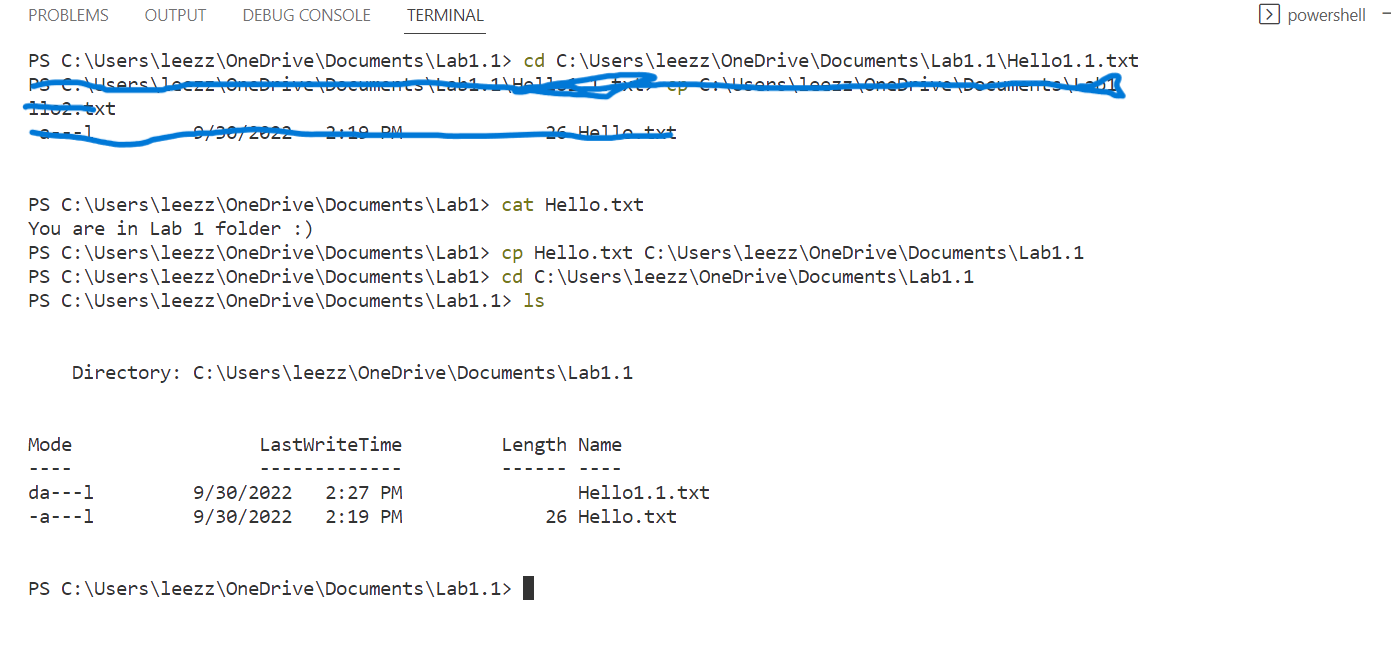 PROBLEMS OUTPUT DEBUG CONSOLE TERMINAL powershell
PS C:\Users\leezz\OneDrive\Documents\Lab1.1> cd C:\Users\leezz\OneDrive\Documents\Lab1.1\Hello1.1.txt
PS C:\Users\leezz\OneDrive\Documents\Lab1.1\Hello1.1.txt> cp C:\Users\leezz\OneDrive\Documents\Lab1
llo2.txt
-a---l 9/30/2022 2:19 PM 26 Hello.txt
PS C:\Users\leezz\OneDrive\Documents\Lab1> cat Hello.txt
You are in Lab 1 folder :)
PS C:\Users\leezz\OneDrive\Documents\Lab1> cp Hello.txt C:\Users\leezz\OneDrive\Documents\Lab1.1
PS C:\Users\leezz\OneDrive\Documents\Lab1> cd C:\Users\leezz\OneDrive\Documents\Lab1.1
PS C:\Users\leezz\OneDrive\Documents\Lab1.1> ls
Directory: C:\Users\leezz\OneDrive\Documents\Lab1.1
Mode LastWriteTime Length Name
---- ------------- ------ ----
da---l 9/30/2022 2:27 PM Hello1.1.txt
-a---l 9/30/2022 2:19 PM 26 Hello.txt
PS C:\Users\leezz\OneDrive\Documents\Lab1.1>